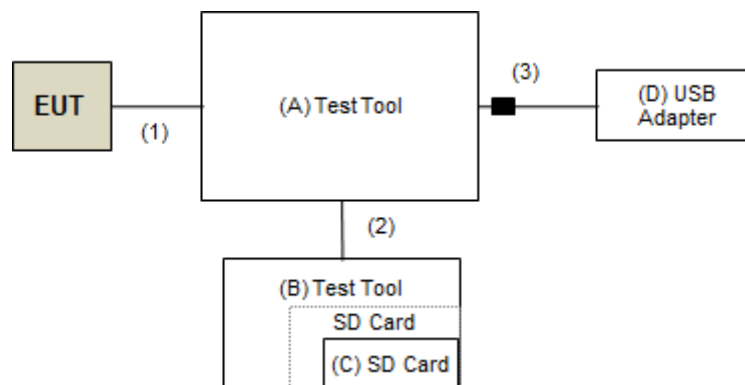 EUT
(1)
(A) Test Tool
(3)
(D) USB
Adapter
(2)
(B) Test Tool
SD Card
(C) SD Card